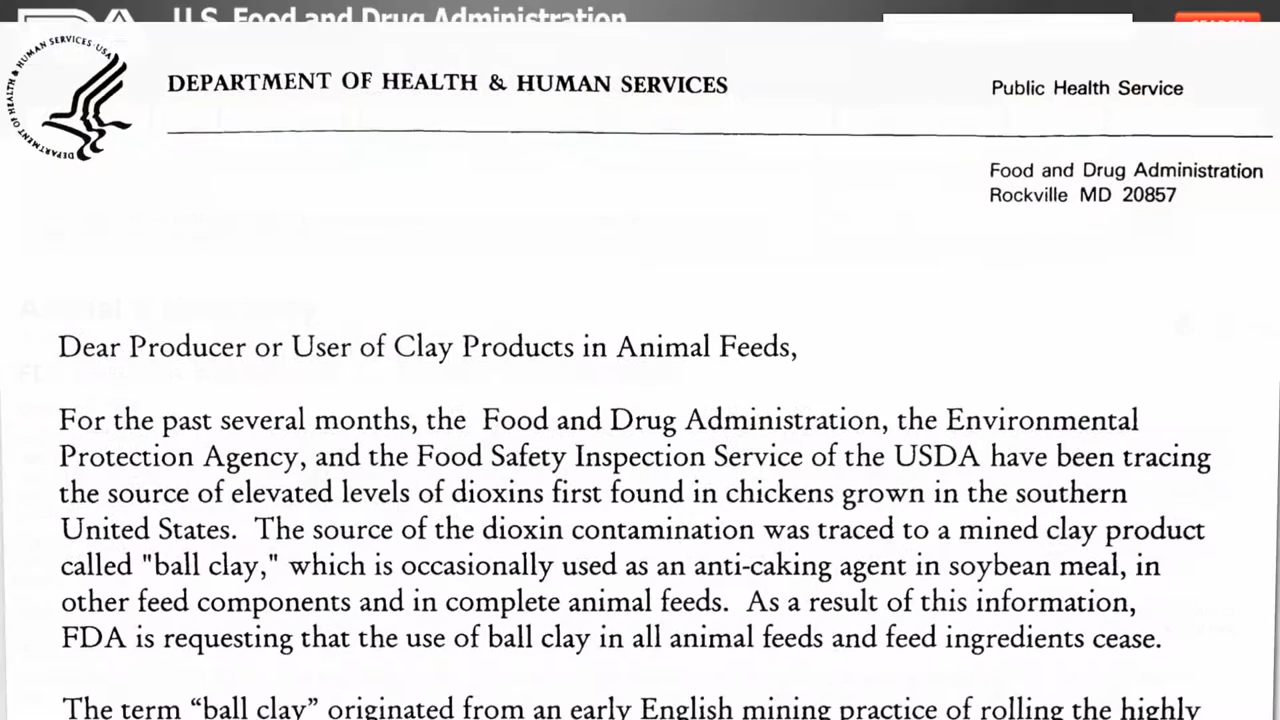 U.S. Food and Drug Administration
SEARCH
DEPARTMENT OF HEALTH & HUMAN SERVICES · USA
DEPARTMENT OF HEALTH & HUMAN SERVICES
Public Health Service
Food and Drug Administration
Rockville MD 20857
Dear Producer or User of Clay Products in Animal Feeds,
For the past several months, the Food and Drug Administration, the Environmental
Protection Agency, and the Food Safety Inspection Service of the USDA have been tracing
the source of elevated levels of dioxins first found in chickens grown in the southern
United States. The source of the dioxin contamination was traced to a mined clay product
called "ball clay," which is occasionally used as an anti-caking agent in soybean meal, in
other feed components and in complete animal feeds. As a result of this information,
FDA is requesting that the use of ball clay in all animal feeds and feed ingredients cease.
The term “ball clay” originated from an early English mining practice of rolling the highly